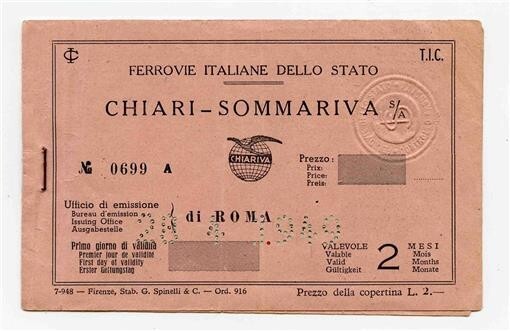 T.I.C.
FERROVIE ITALIANE DELLO STATO
CHIARI-SOMMARIVA S/A
CHIARIVA
№ 0699 A
Prezzo:
Prix:
Price:
Preis:
Ufficio di emissione
Bureau d'emission
Issuing Office
Ausgabestelle
di ROMA
1949
Primo giorno di validità
Premier jour de validité
First day of validity
Erster Geltungstag
VALEVOLE
Valable
Valid
Gültigkeit
2
MESI
Mois
Months
Monate
7-948 — Firenze, Stab. G. Spinelli & C. — Ord. 916
Prezzo della copertina L. 2.—